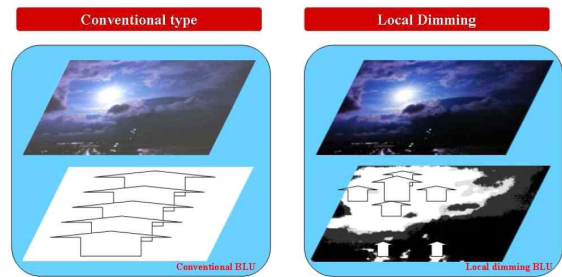 Conventional type
Local Dimming
Conventional BLU
Local dimming BLU